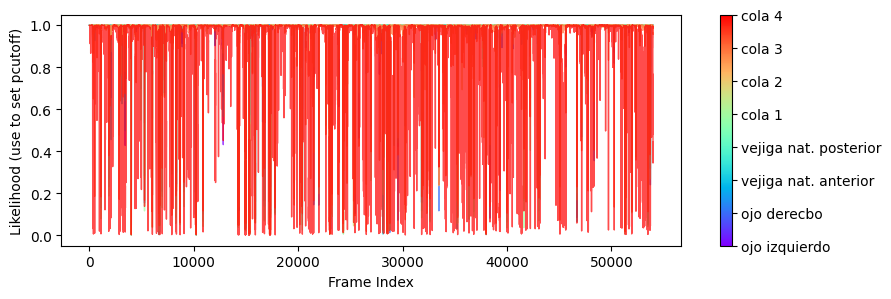 Likelihood (use to set pcutoff)
1.0
0.8
0.6
0.4
0.2
0.0
0
10000
20000
30000
40000
50000
Frame Index
cola 4
cola 3
cola 2
cola 1
vejiga nat. posterior
vejiga nat. anterior
ojo derecbo
ojo izquierdo